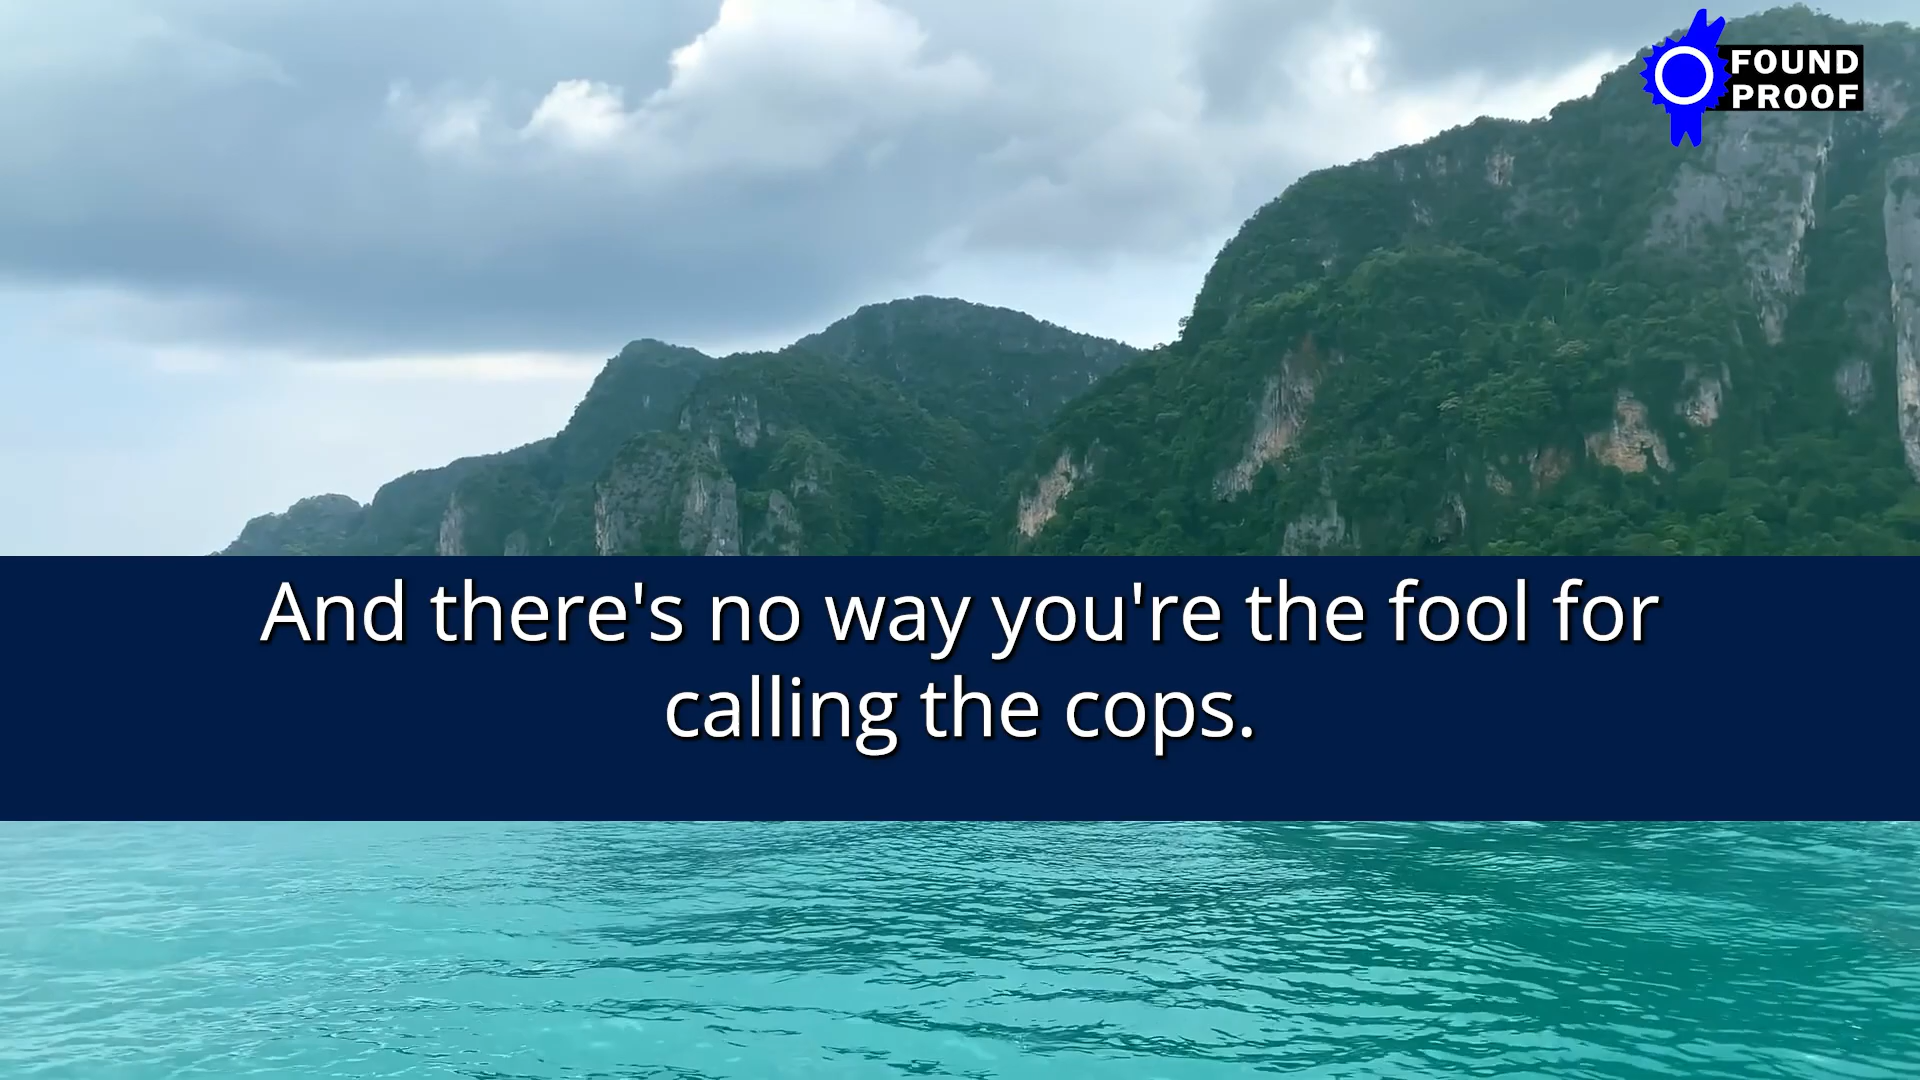 FOUND
PROOF
And there's no way you're the fool for
calling the cops.